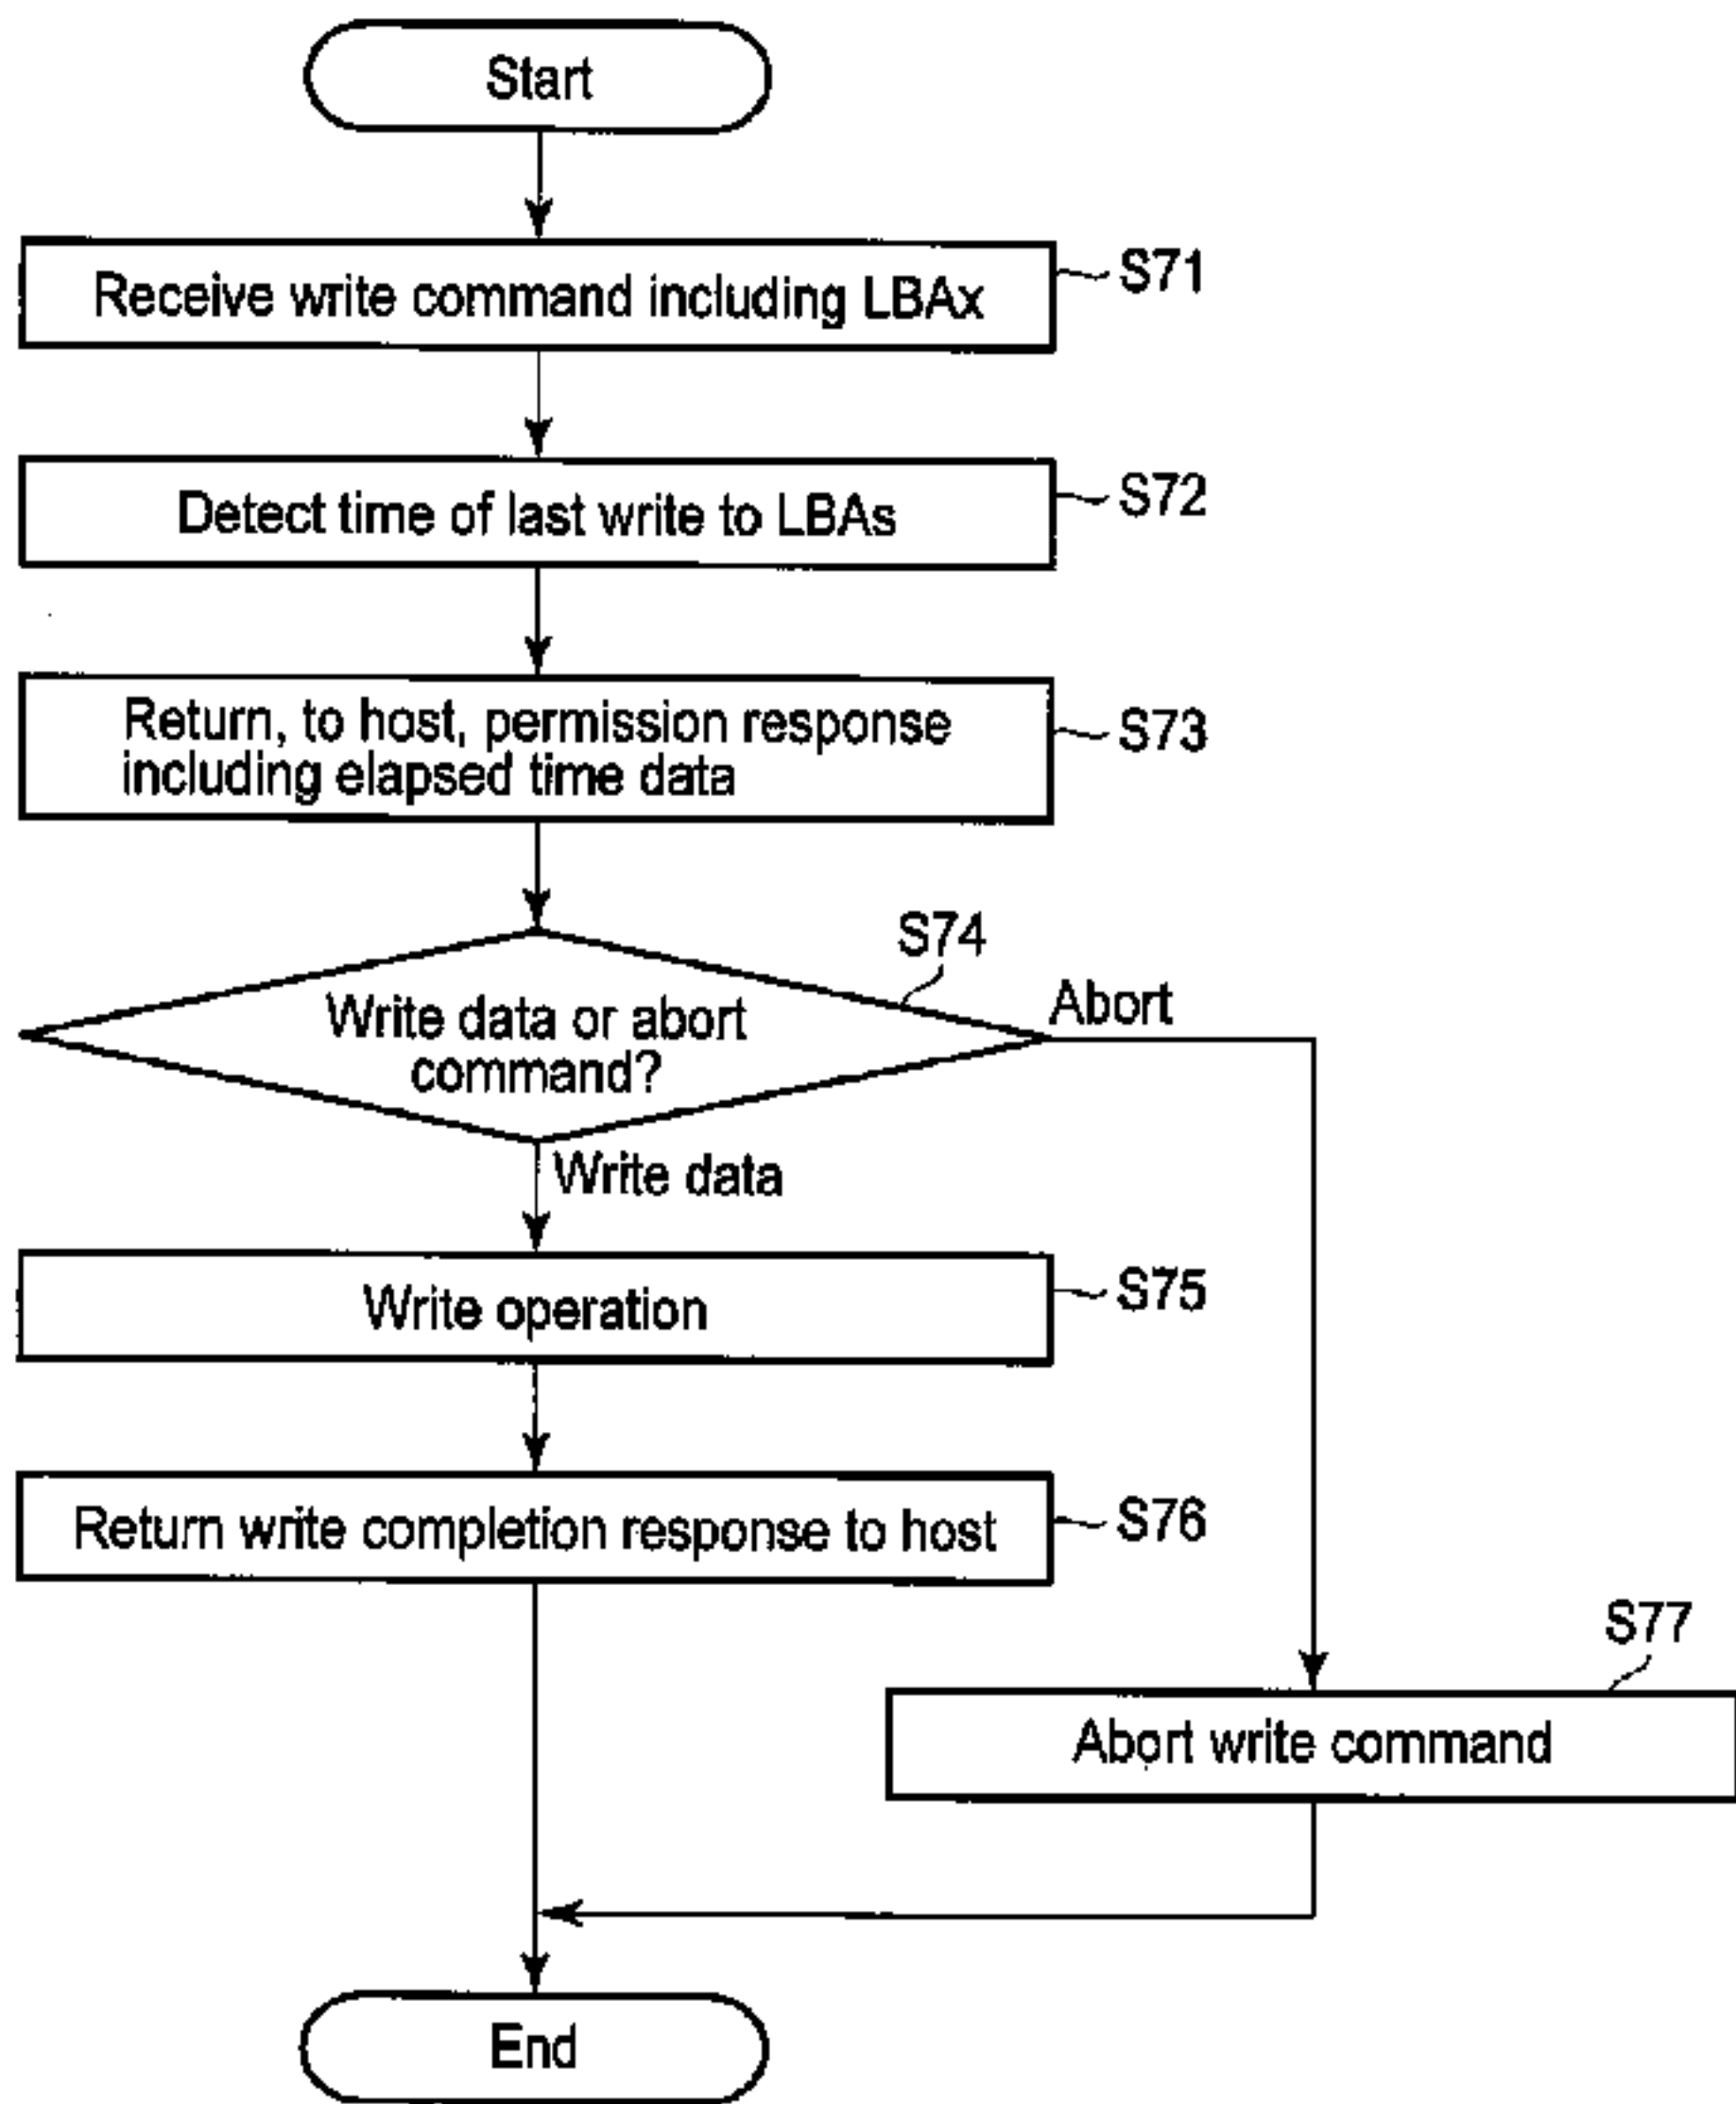 Start
Receive write command including LBAx
S71
Detect time of last write to LBAs
S72
Return, to host, permission response
including elapsed time data
S73
S74
Write data or abort
command?
Abort
Write data
Write operation
S75
Return write completion response to host
S76
S77
Abort write command
End